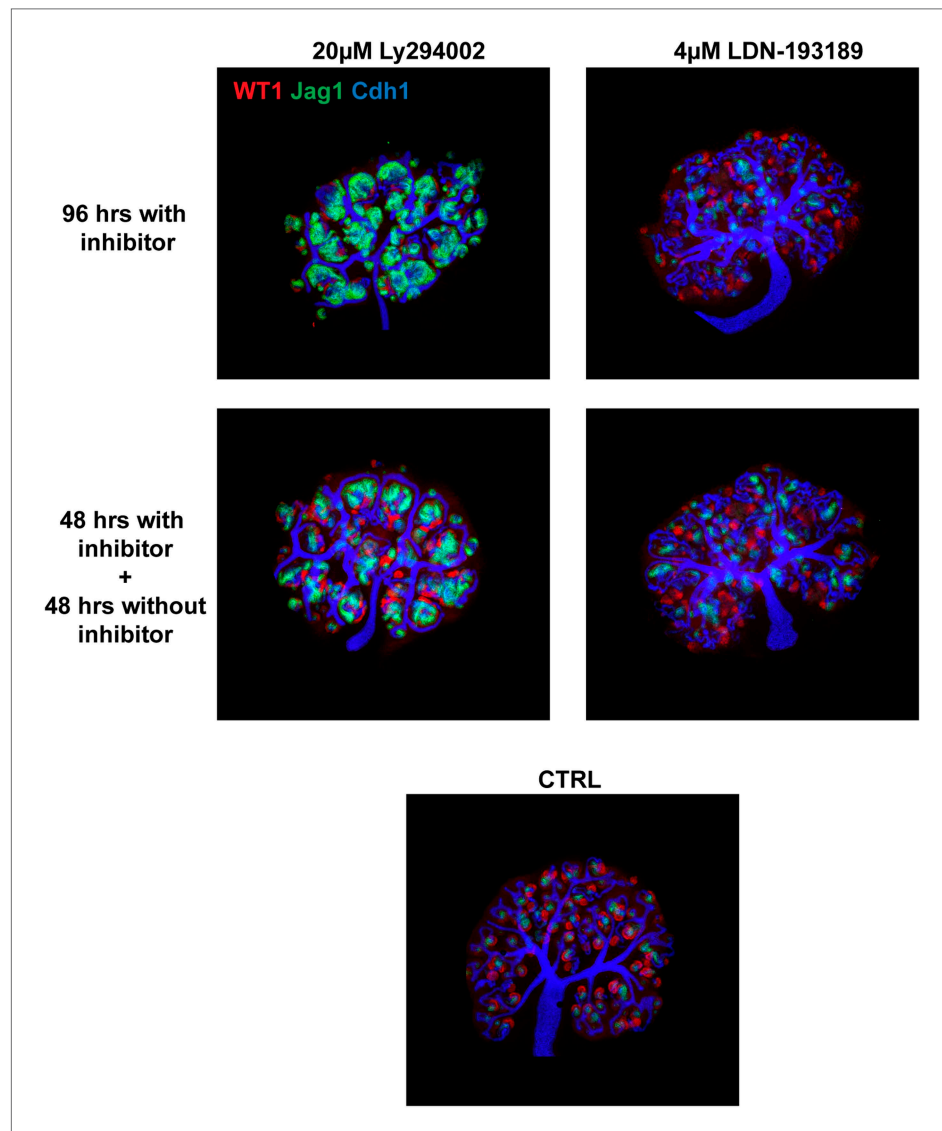 20µM Ly294002
4µM LDN-193189
WT1 Jag1 Cdh1
96 hrs with
inhibitor
48 hrs with
inhibitor
+
48 hrs without
inhibitor
CTRL